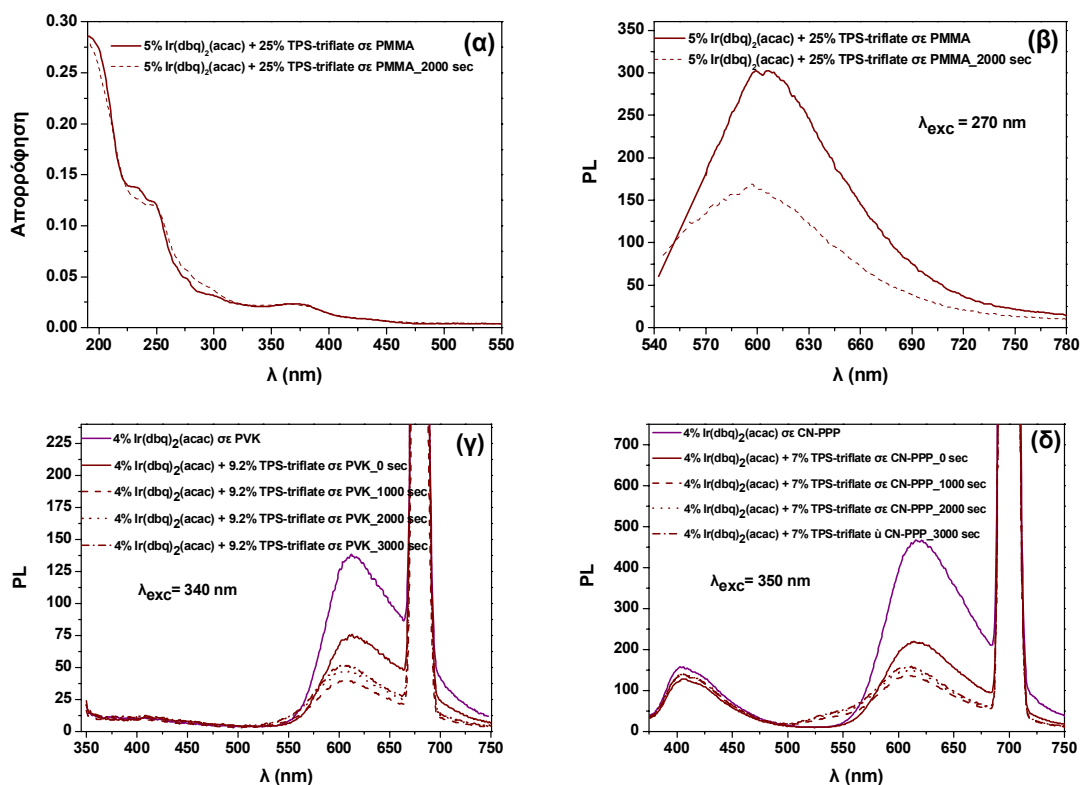 (α)
5% Ir(dbq)2(acac) + 25% TPS-triflate σε PMMA
5% Ir(dbq)2(acac) + 25% TPS-triflate σε PMMA_2000 sec
Απορρόφηση
0.30
0.25
0.20
0.15
0.10
0.05
0.00
200 250 300 350 400 450 500 550
λ (nm)
(β)
5% Ir(dbq)2(acac) + 25% TPS-triflate σε PMMA
5% Ir(dbq)2(acac) + 25% TPS-triflate σε PMMA_2000 sec
λexc = 270 nm
PL
350
300
250
200
150
100
50
0
540 570 600 630 660 690 720 750 780
λ (nm)
(γ)
4% Ir(dbq)2(acac) σε PVK
4% Ir(dbq)2(acac) + 9.2% TPS-triflate σε PVK_0 sec
4% Ir(dbq)2(acac) + 9.2% TPS-triflate σε PVK_1000 sec
4% Ir(dbq)2(acac) + 9.2% TPS-triflate σε PVK_2000 sec
4% Ir(dbq)2(acac) + 9.2% TPS-triflate σε PVK_3000 sec
λexc= 340 nm
PL
225
200
175
150
125
100
75
50
25
0
350 400 450 500 550 600 650 700 750
λ (nm)
(δ)
4% Ir(dbq)2(acac) σε CN-PPP
4% Ir(dbq)2(acac) + 7% TPS-triflate σε CN-PPP_0 sec
4% Ir(dbq)2(acac) + 7% TPS-triflate σε CN-PPP_1000 sec
4% Ir(dbq)2(acac) + 7% TPS-triflate σε CN-PPP_2000 sec
4% Ir(dbq)2(acac) + 7% TPS-triflate ù CN-PPP_3000 sec
λexc = 350 nm
PL
700
600
500
400
300
200
100
0
400 450 500 550 600 650 700 750
λ (nm)